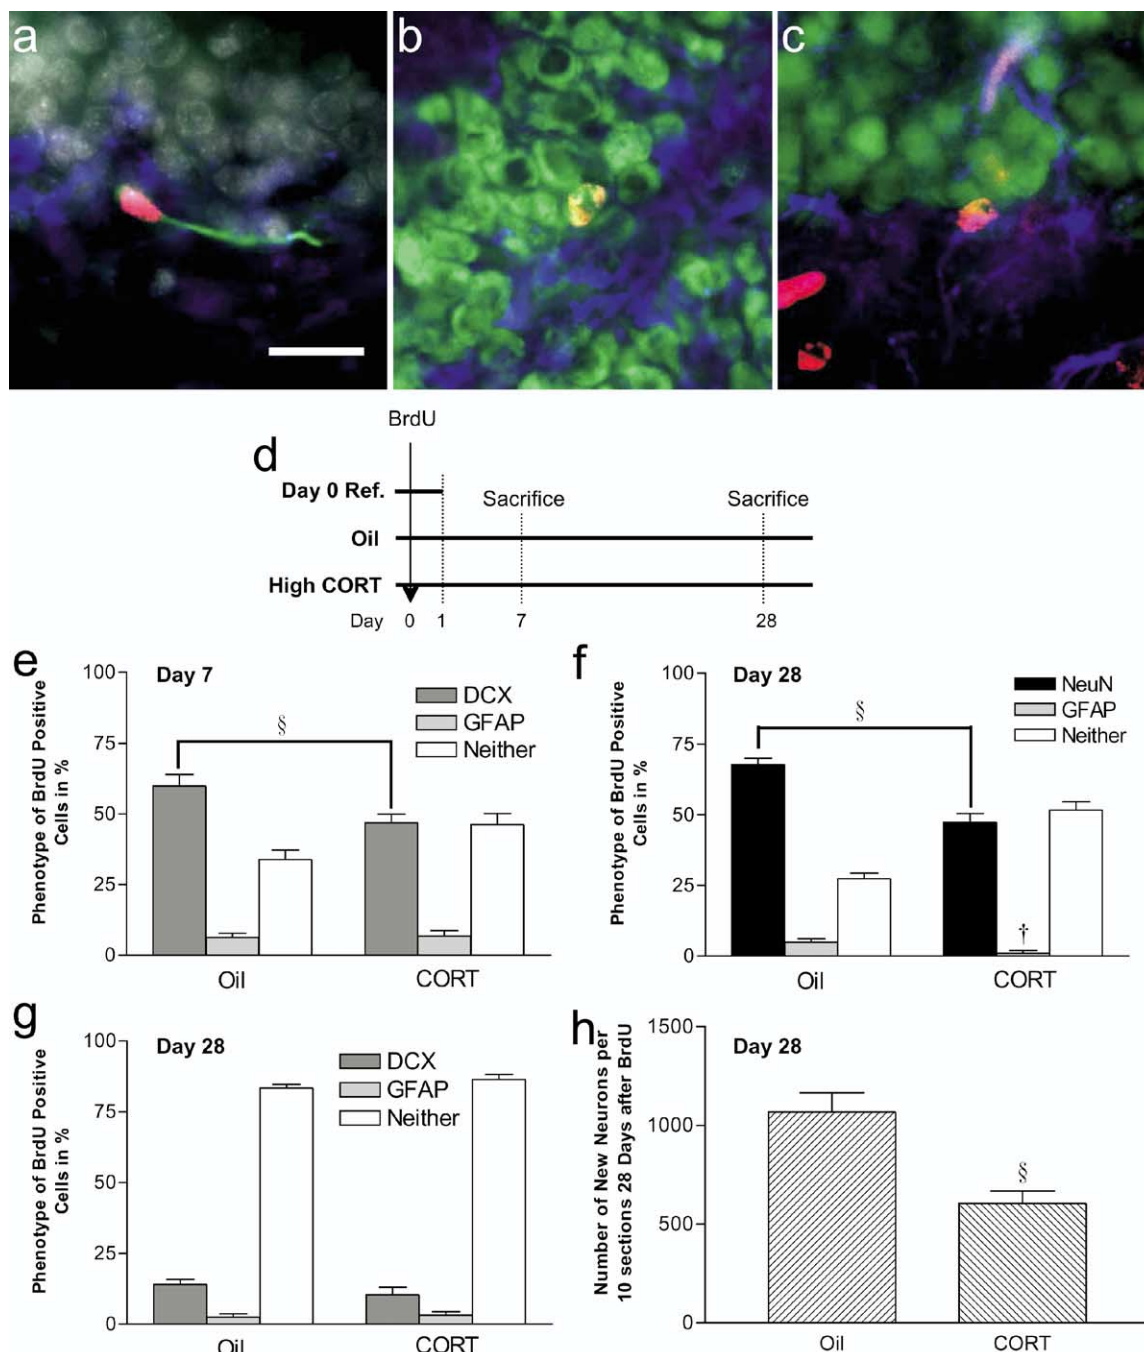 a
b
c
BrdU
d
Day 0 Ref.
Sacrifice
Sacrifice
Oil
High CORT
Day 0 1 7 28
e
Day 7
100
75
50
25
0
Phenotype of BrdU Positive
Cells in %
§
DCX
GFAP
Neither
Oil
CORT
f
Day 28
100
75
50
25
0
Phenotype of BrdU Positive
Cells in %
§
†
NeuN
GFAP
Neither
Oil
CORT
g
Day 28
100
75
50
25
0
Phenotype of BrdU Positive
Cells in %
DCX
GFAP
Neither
Oil
CORT
h
Day 28
1500
1000
500
0
Number of New Neurons per
10 sections 28 Days after BrdU
§
Oil
CORT